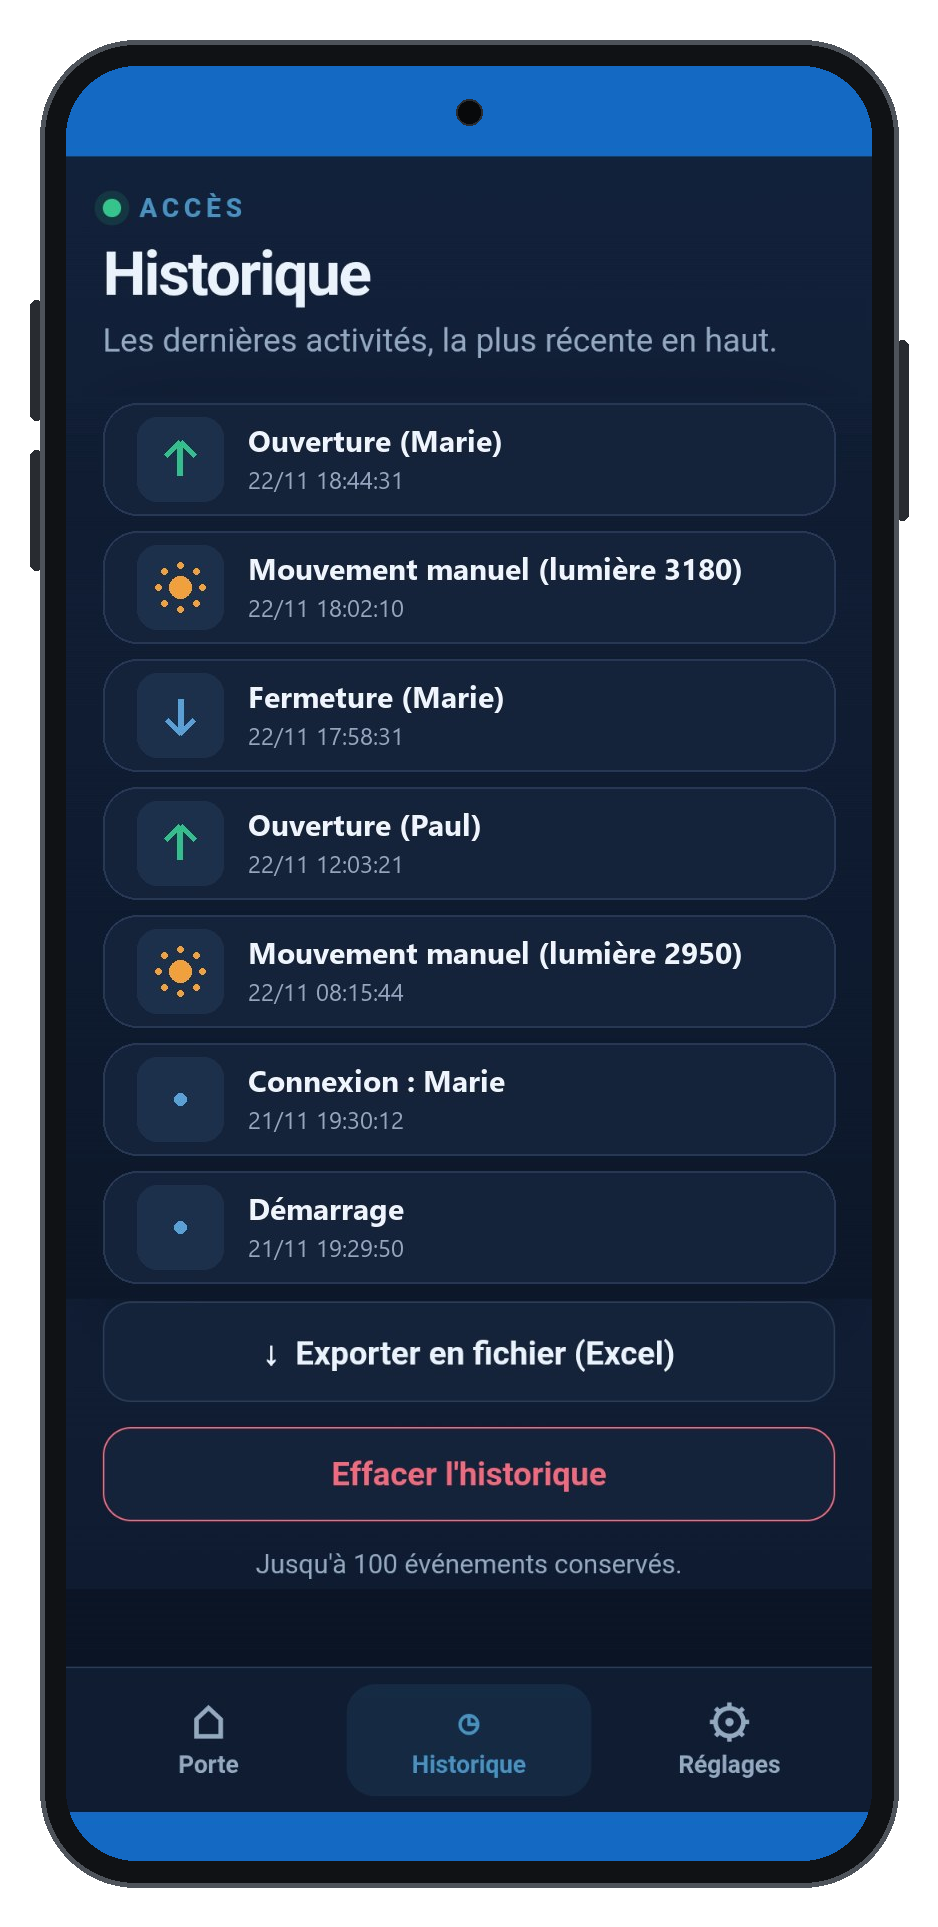 ACCÈS
Historique
Les dernières activités, la plus récente en haut.
Ouverture (Marie)
22/11 18:44:31
Mouvement manuel (lumière 3180)
22/11 18:02:10
Fermeture (Marie)
22/11 17:58:31
Ouverture (Paul)
22/11 12:03:21
Mouvement manuel (lumière 2950)
22/11 08:15:44
Connexion : Marie
21/11 19:30:12
Démarrage
21/11 19:29:50
↓ Exporter en fichier (Excel)
Effacer l'historique
Jusqu'à 100 événements conservés.
Porte
Historique
Réglages